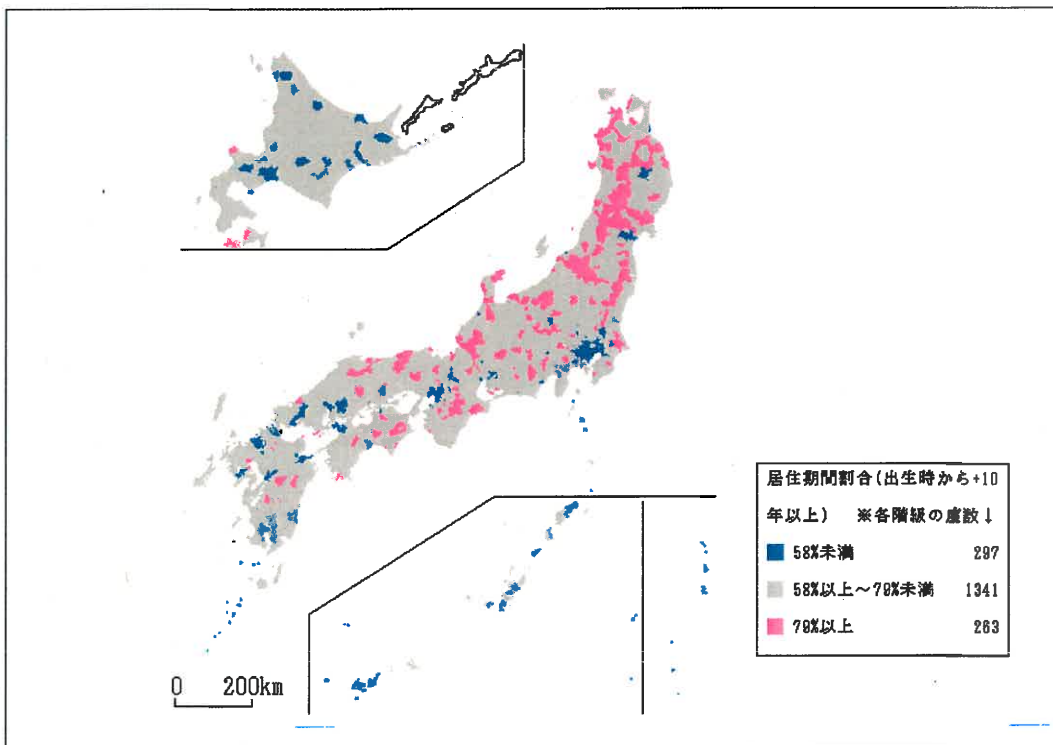 居住期間割合(出生時から+10
年以上) ※各階級の度数↓
58%未満 297
58%以上～79%未満 1341
79%以上 263
0 200km